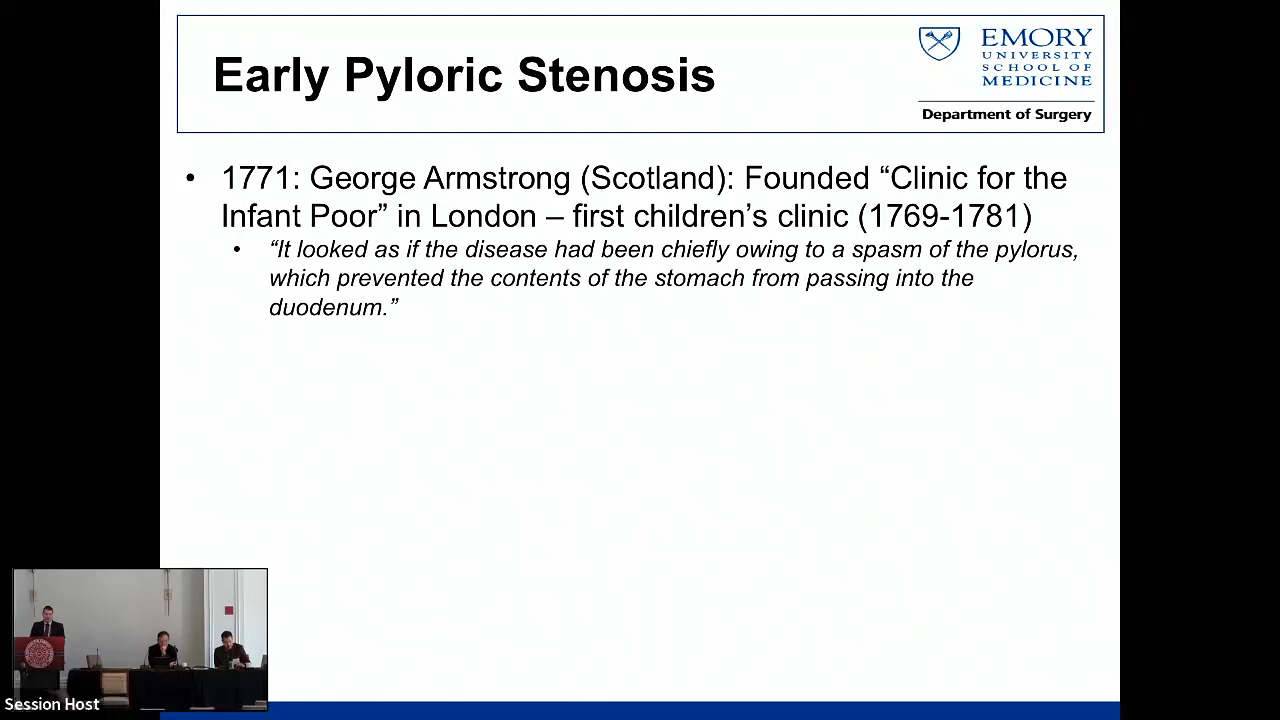 Early Pyloric Stenosis
EMORY
UNIVERSITY
SCHOOL OF
MEDICINE
Department of Surgery
• 1771: George Armstrong (Scotland): Founded “Clinic for the
Infant Poor” in London – first children’s clinic (1769-1781)
• “It looked as if the disease had been chiefly owing to a spasm of the pylorus,
which prevented the contents of the stomach from passing into the
duodenum.”
Session Host